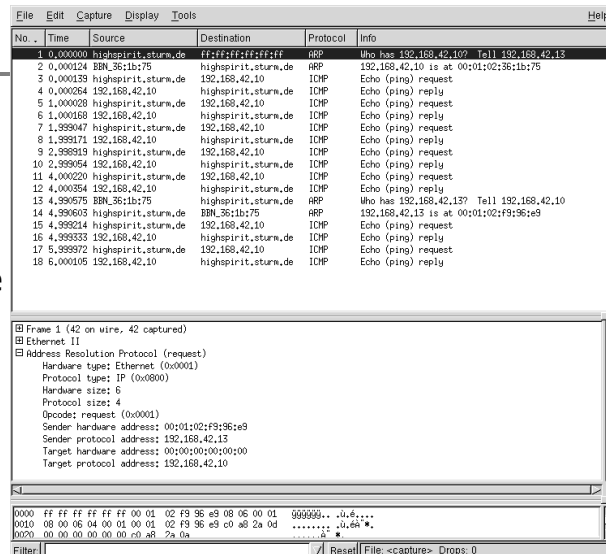 File Edit Capture Display Tools Help
No. . Time Source Destination Protocol Info
1 0.000000 highspirit.sturm.de ff:ff:ff:ff:ff:ff ARP Who has 192.168.42.10? Tell 192.168.42.13
2 0.000124 BBN_36:1b:75 highspirit.sturm.de ARP 192.168.42.10 is at 00:01:02:36:1b:75
3 0.000139 highspirit.sturm.de 192.168.42.10 ICMP Echo (ping) request
4 0.000264 192.168.42.10 highspirit.sturm.de ICMP Echo (ping) reply
5 1.000028 highspirit.sturm.de 192.168.42.10 ICMP Echo (ping) request
6 1.000168 192.168.42.10 highspirit.sturm.de ICMP Echo (ping) reply
7 1.999047 highspirit.sturm.de 192.168.42.10 ICMP Echo (ping) request
8 1.999171 192.168.42.10 highspirit.sturm.de ICMP Echo (ping) reply
9 2.998919 highspirit.sturm.de 192.168.42.10 ICMP Echo (ping) request
10 2.999054 192.168.42.10 highspirit.sturm.de ICMP Echo (ping) reply
11 4.000220 highspirit.sturm.de 192.168.42.10 ICMP Echo (ping) request
12 4.000354 192.168.42.10 highspirit.sturm.de ICMP Echo (ping) reply
13 4.990575 BBN_36:1b:75 highspirit.sturm.de ARP Who has 192.168.42.13? Tell 192.168.42.10
14 4.990603 highspirit.sturm.de BBN_36:1b:75 ARP 192.168.42.13 is at 00:01:02:f9:96:e9
15 4.999214 highspirit.sturm.de 192.168.42.10 ICMP Echo (ping) request
16 4.999333 192.168.42.10 highspirit.sturm.de ICMP Echo (ping) reply
17 5.999972 highspirit.sturm.de 192.168.42.10 ICMP Echo (ping) request
18 6.000105 192.168.42.10 highspirit.sturm.de ICMP Echo (ping) reply
e
Frame 1 (42 on wire, 42 captured)
Ethernet II
Address Resolution Protocol (request)
Hardware type: Ethernet (0x0001)
Protocol type: IP (0x0800)
Hardware size: 6
Protocol size: 4
Opcode: request (0x0001)
Sender hardware address: 00:01:02:f9:96:e9
Sender protocol address: 192.168.42.13
Target hardware address: 00:00:00:00:00:00
Target protocol address: 192.168.42.10
0000 ff ff ff ff ff ff 00 01 02 f9 96 e9 08 06 00 01 ÿÿÿÿÿÿ.. .ù.é....
0010 08 00 06 04 00 01 00 01 02 f9 96 e9 c0 a8 2a 0d ........ .ù.éÀ¨*.
0020 00 00 00 00 00 00 c0 a8 2a 0a ......À¨ *.
Filter: Reset File: <capture> Drops: 0